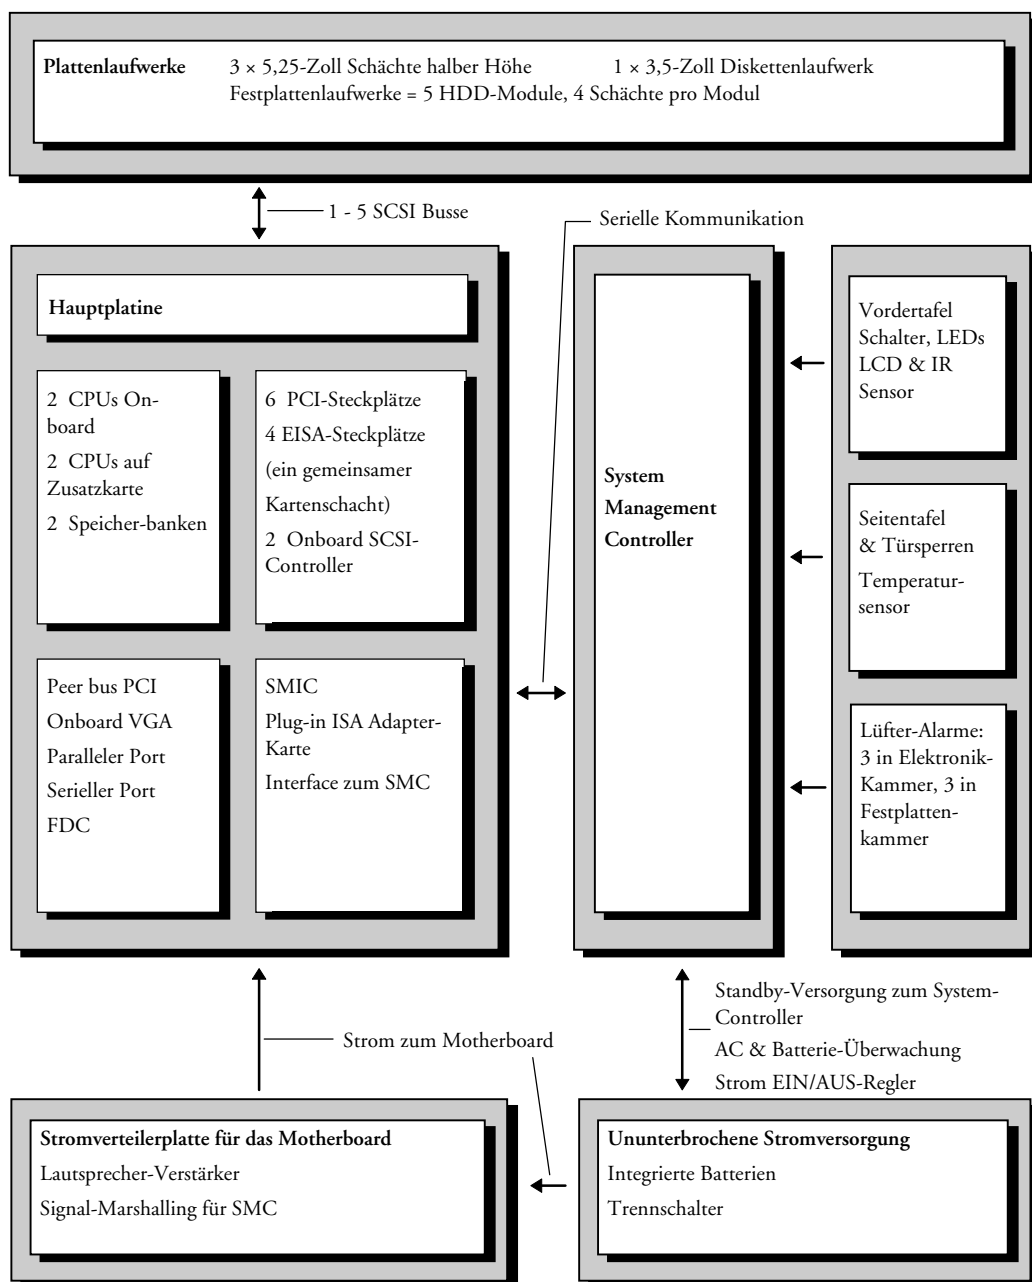 Plattenlaufwerke 3 × 5,25-Zoll Schächte halber Höhe 1 × 3,5-Zoll Diskettenlaufwerk
Festplattenlaufwerke = 5 HDD-Module, 4 Schächte pro Modul
1 - 5 SCSI Busse
Serielle Kommunikation
Hauptplatine
2 CPUs On-
board
2 CPUs auf
Zusatzkarte
2 Speicher-banken
6 PCI-Steckplätze
4 EISA-Steckplätze
(ein gemeinsamer
Kartenschacht)
2 Onboard SCSI-
Controller
Peer bus PCI
Onboard VGA
Paralleler Port
Serieller Port
FDC
SMIC
Plug-in ISA Adapter-
Karte
Interface zum SMC
System
Management
Controller
Vordertafel
Schalter, LEDs
LCD & IR
Sensor
Seitentafel
& Türsperren
Temperatur-
sensor
Lüfter-Alarme:
3 in Elektronik-
Kammer, 3 in
Festplatten-
kammer
Strom zum Motherboard
Standby-Versorgung zum System-
Controller
AC & Batterie-Überwachung
Strom EIN/AUS-Regler
Stromverteilerplatte für das Motherboard
Lautsprecher-Verstärker
Signal-Marshalling für SMC
Ununterbrochene Stromversorgung
Integrierte Batterien
Trennschalter